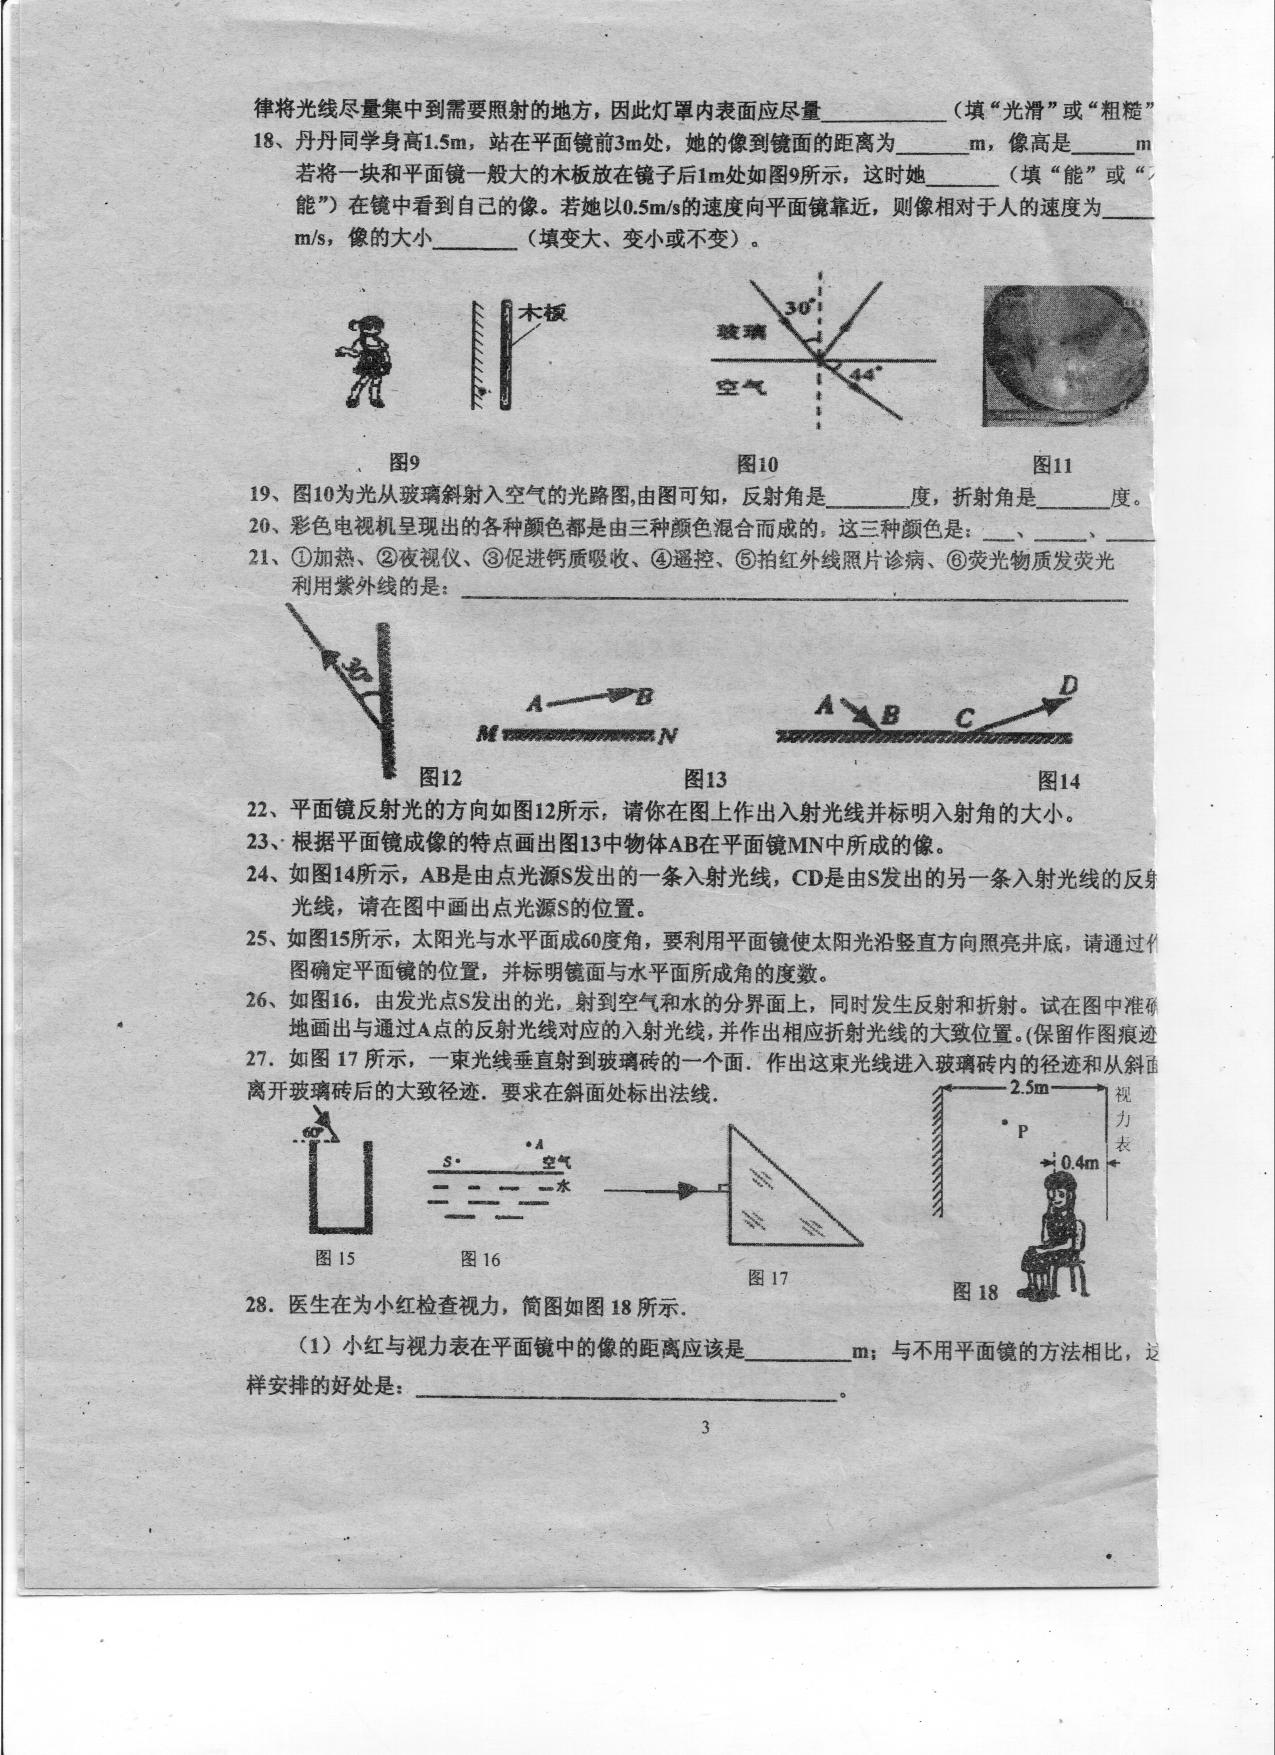 律将光线尽量集中到需要照射的地方，因此灯罩内表面应尽量____________（填“光滑”或“粗糙”
18、丹丹同学身高1.5m，站在平面镜前3m处，她的像到镜面的距离为_______m，像高是______m
若将一块和平面镜一般大的木板放在镜子后1m处如图9所示，这时她_______（填“能”或“
能”）在镜中看到自己的像。若她以0.5m/s的速度向平面镜靠近，则像相对于人的速度为_____
m/s，像的大小________（填变大、变小或不变）。
木板
30°
玻璃
空气
44°
图9 图10 图11
19、图10为光从玻璃斜射入空气的光路图,由图可知，反射角是________度，折射角是_______度。
20、彩色电视机呈现出的各种颜色都是由三种颜色混合而成的，这三种颜色是：___、_____、_____
21、①加热、②夜视仪、③促进钙质吸收、④遥控、⑤拍红外线照片诊病、⑥荧光物质发荧光
利用紫外线的是：____________________
A B
M N
A B C D
图12 图13 图14
22、平面镜反射光的方向如图12所示，请你在图上作出入射光线并标明入射角的大小。
23、根据平面镜成像的特点画出图13中物体AB在平面镜MN中所成的像。
24、如图14所示，AB是由点光源S发出的一条入射光线，CD是由S发出的另一条入射光线的反射
光线，请在图中画出点光源S的位置。
25、如图15所示，太阳光与水平面成60度角，要利用平面镜使太阳光沿竖直方向照亮井底，请通过作
图确定平面镜的位置，并标明镜面与水平面所成角的度数。
26、如图16，由发光点S发出的光，射到空气和水的分界面上，同时发生反射和折射。试在图中准确
地画出与通过A点的反射光线对应的入射光线，并作出相应折射光线的大致位置。(保留作图痕迹
27．如图 17 所示，一束光线垂直射到玻璃砖的一个面．作出这束光线进入玻璃砖内的径迹和从斜面
离开玻璃砖后的大致径迹．要求在斜面处标出法线．
2.5m
视力表
P
0.4m
60°
S
A
空气
水
图 15 图 16 图 17 图 18
28．医生在为小红检查视力，简图如图 18 所示．
（1）小红与视力表在平面镜中的像的距离应该是__________m；与不用平面镜的方法相比，这
样安排的好处是：____________________。
3